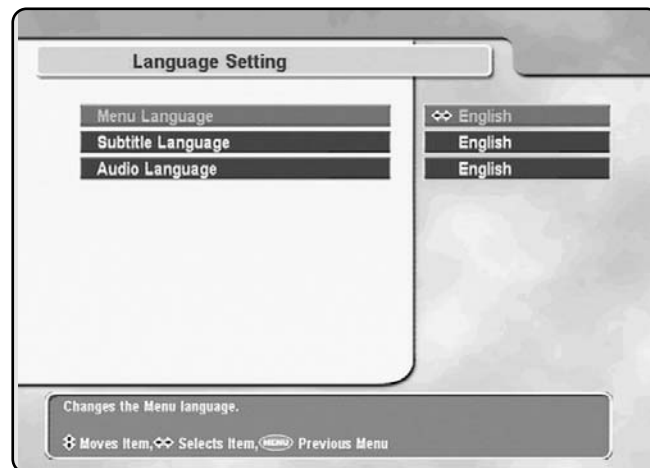 Language Setting
Menu Language English
Subtitle Language English
Audio Language English
Changes the Menu language.
Moves Item, Selects Item, MENU Previous Menu